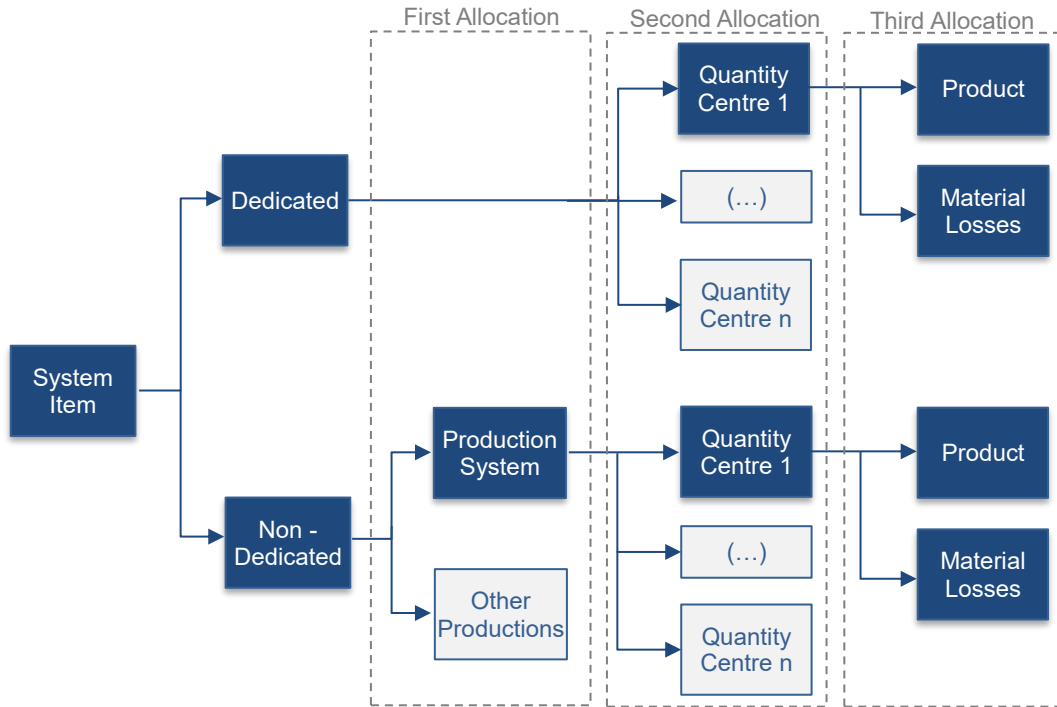 First Allocation
Second Allocation
Third Allocation
Quantity
Centre 1
Product
Dedicated
(…)
Material
Losses
Quantity
Centre n
System
Item
Production
System
Quantity
Centre 1
Product
Non -
Dedicated
(…)
Material
Losses
Other
Productions
Quantity
Centre n